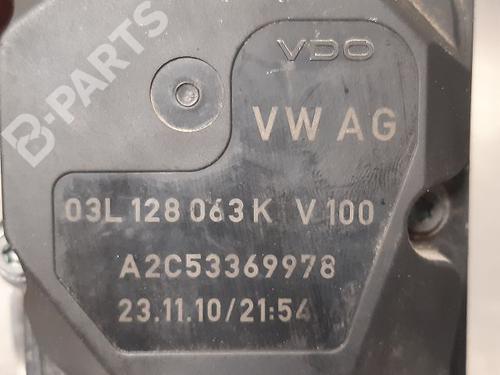 B-PARTS
VDO
VW AG
03L 128 063 K V 100
A2C53369978
23.11.10/21:54